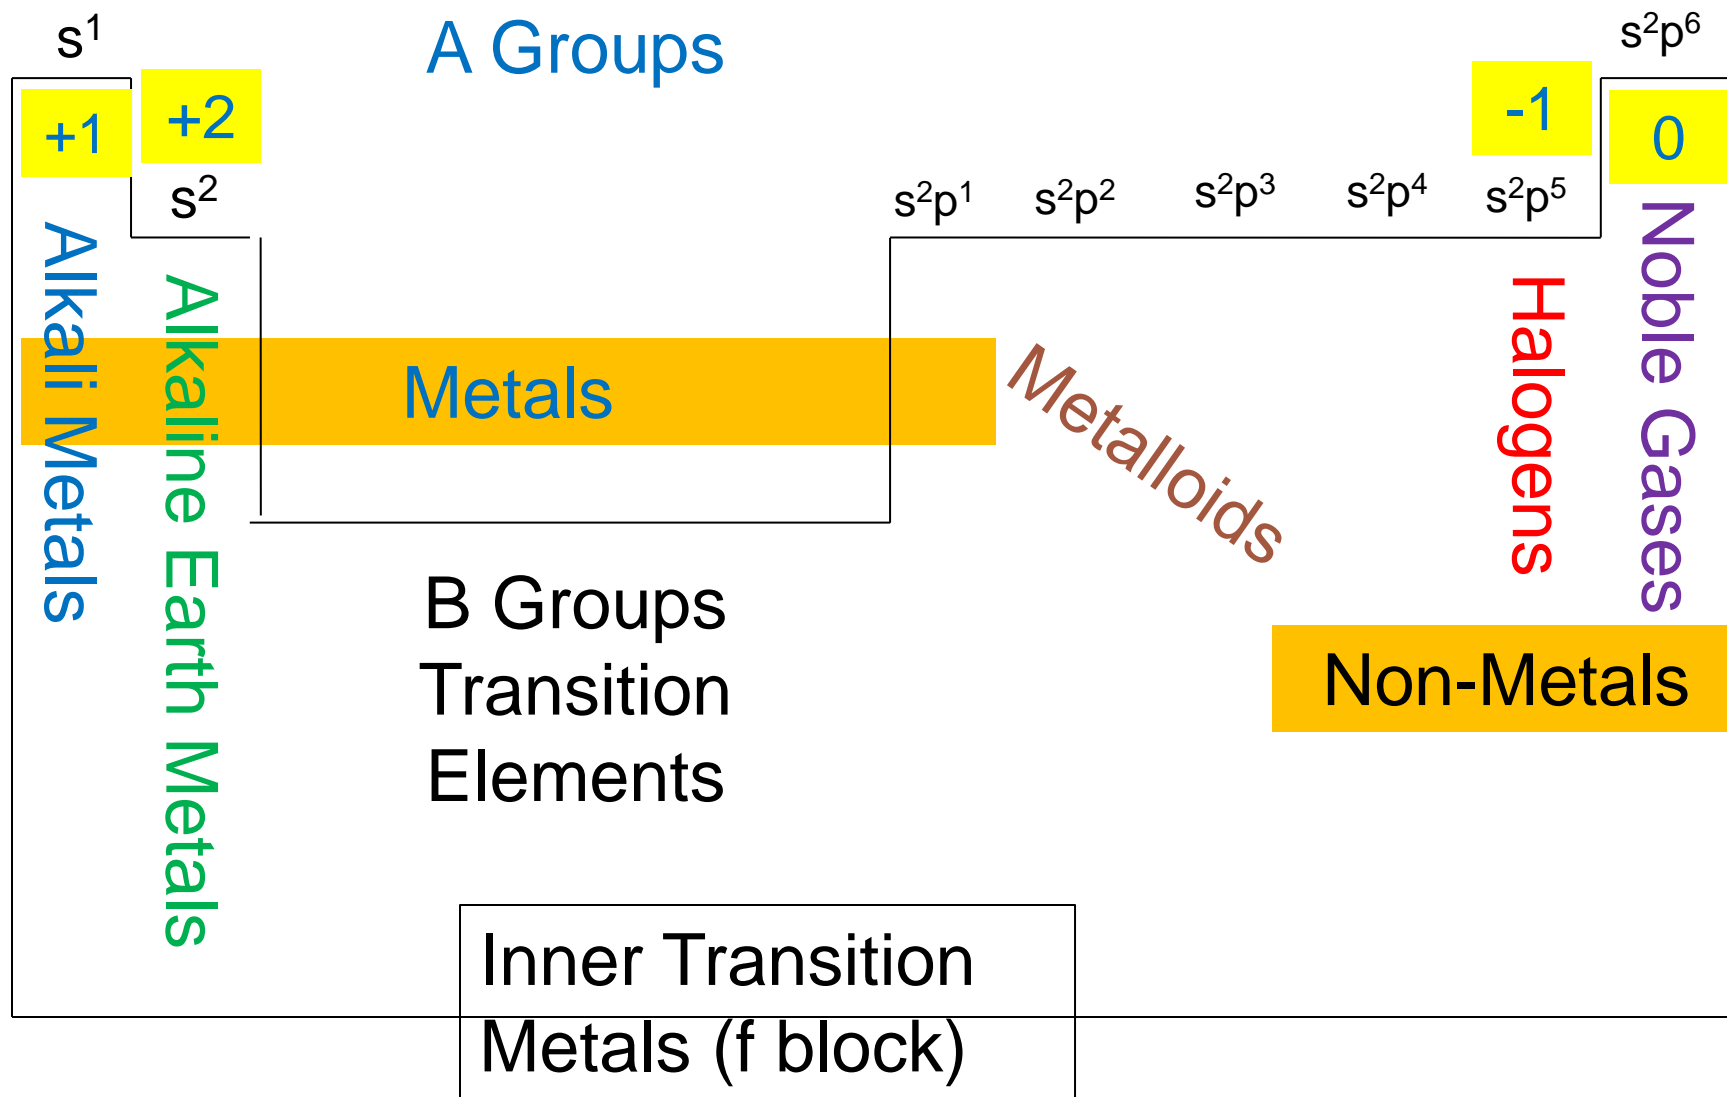 s¹
A Groups
s²p⁶
+1
+2
-1
0
s²
s²p¹
s²p²
s²p³
s²p⁴
s²p⁵
Alkali Metals
Alkaline Earth Metals
Metals
Metalloids
Halogens
Noble Gases
B Groups
Transition
Elements
Non-Metals
Inner Transition
Metals (f block)